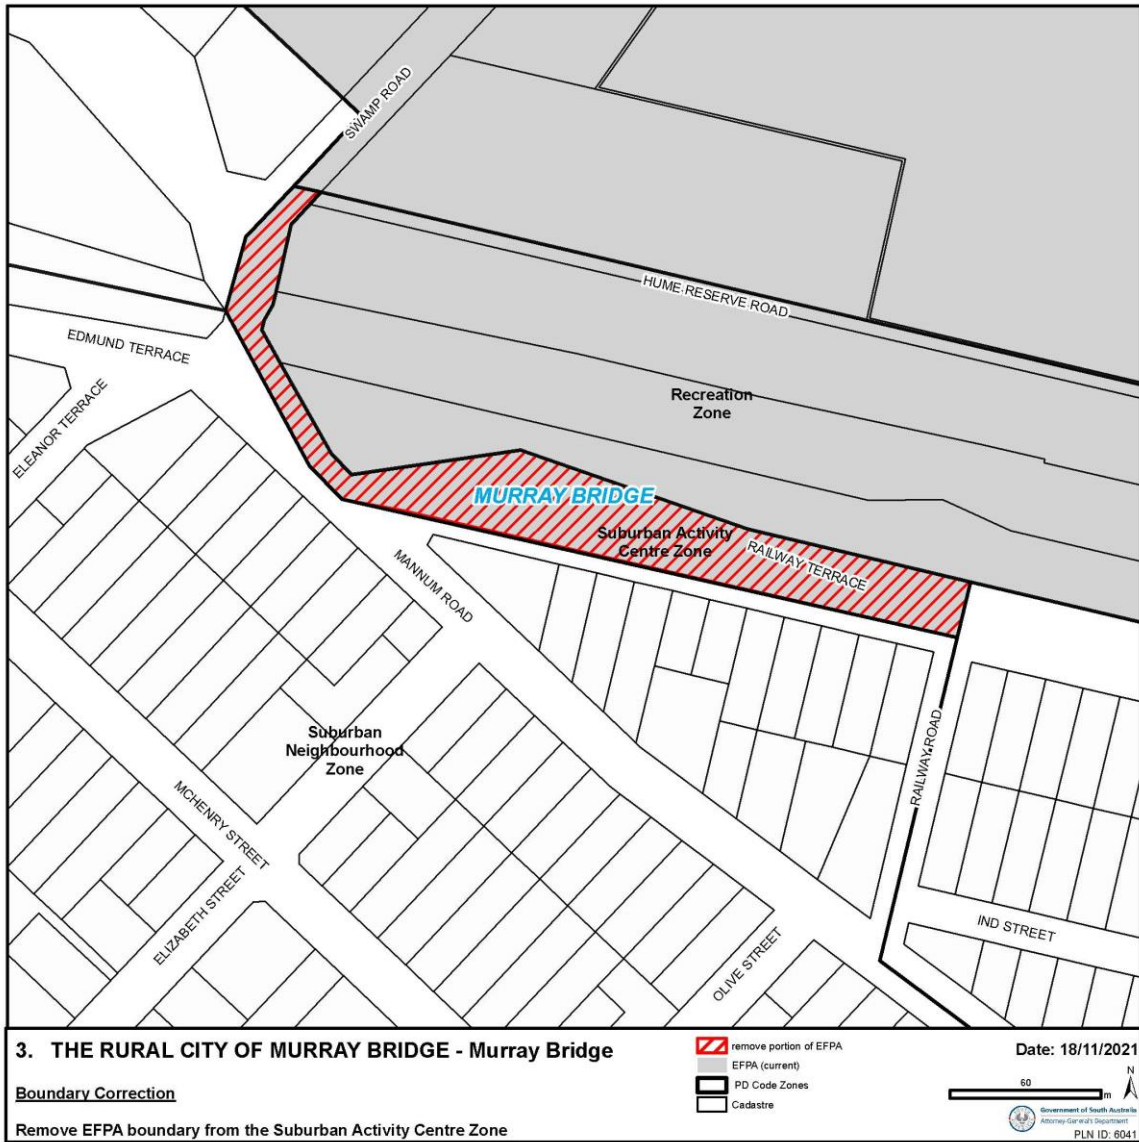 SWAMP ROAD
HUME RESERVE ROAD
EDMUND TERRACE
ELEANOR TERRACE
Recreation
Zone
MURRAY BRIDGE
Suburban Activity
Centre Zone
RAILWAY TERRACE
MANNUM ROAD
Suburban
Neighbourhood
Zone
RAILWAY ROAD
MCHENRY STREET
ELIZABETH STREET
OLIVE STREET
IND STREET
3. THE RURAL CITY OF MURRAY BRIDGE - Murray Bridge
Boundary Correction
Remove EFPA boundary from the Suburban Activity Centre Zone
remove portion of EFPA
EFPA (current)
PD Code Zones
Cadastre
Date: 18/11/2021
N
60
m
Government of South Australia
Attorney-General's Department
PLN ID: 6041